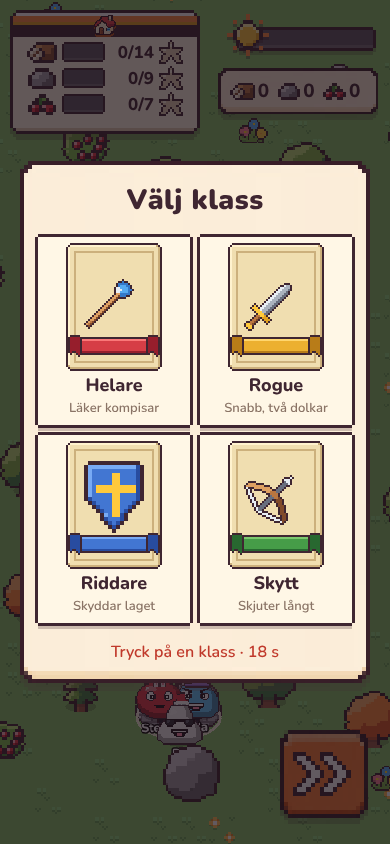 0/14
0/9
0/7
0 0 0
Välj klass
Helare
Läker kompisar
Rogue
Snabb, två dolkar
Riddare
Skyddar laget
Skytt
Skjuter långt
Tryck på en klass · 18 s